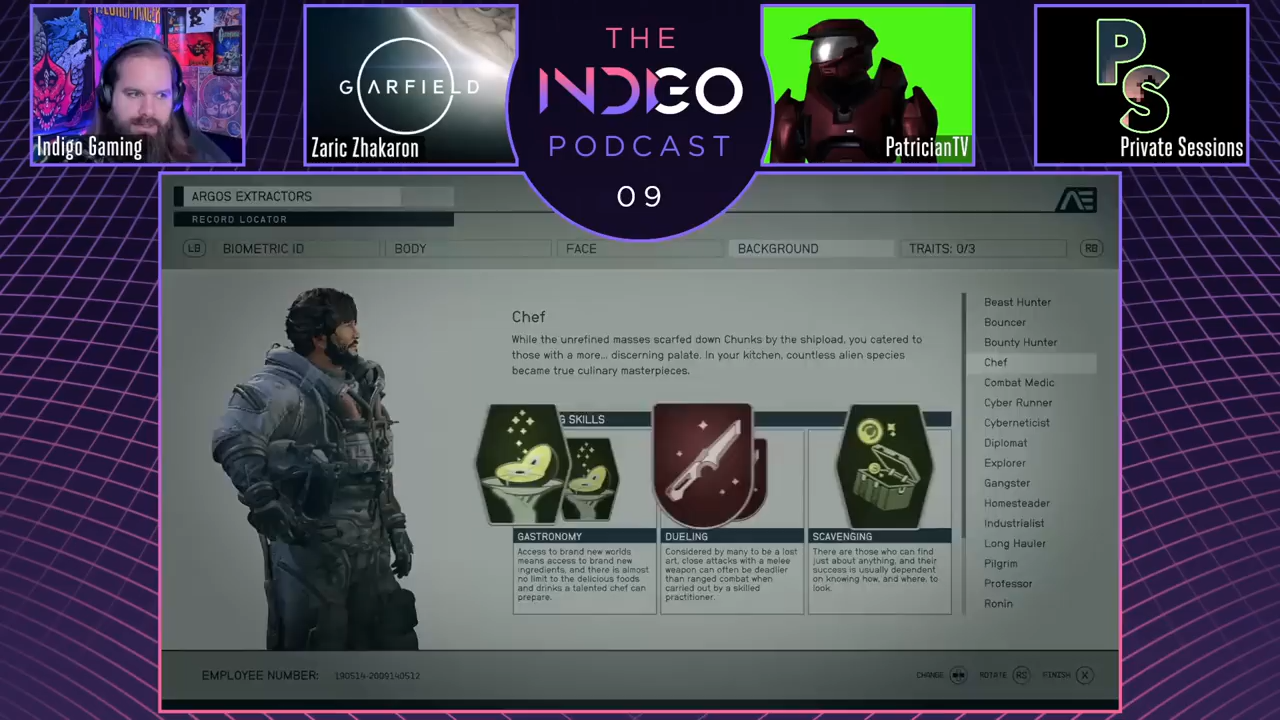 THE
INDIGO
PODCAST
09
Indigo Gaming
GARFIELD
Zaric Zhakaron
PatricianTV
PS
Private Sessions
ARGOS EXTRACTORS
RECORD LOCATOR
AE
LB
BIOMETRIC ID
BODY
FACE
BACKGROUND
TRAITS: 0/3
RB
Chef
While the unrefined masses scarfed down Chunks by the shipload, you catered to
those with a more... discerning palate. In your kitchen, countless alien species
became true culinary masterpieces.
G SKILLS
GASTRONOMY
Access to brand new worlds
means access to brand new
ingredients, and there is almost
no limit to the delicious foods
and drinks a talented chef can
prepare.
DUELING
Considered by many to be a lost
art, close attacks with a melee
weapon can often be deadlier
than ranged combat when
carried out by a skilled
practitioner.
SCAVENGING
There are those who can find
just about anything, and their
success is usually dependent
on knowing how, and where, to
look.
Beast Hunter
Bouncer
Bounty Hunter
Chef
Combat Medic
Cyber Runner
Cyberneticist
Diplomat
Explorer
Gangster
Homesteader
Industrialist
Long Hauler
Pilgrim
Professor
Ronin
EMPLOYEE NUMBER:
190514-2009140512
CHANGE
ROTATE
RS
FINISH
X